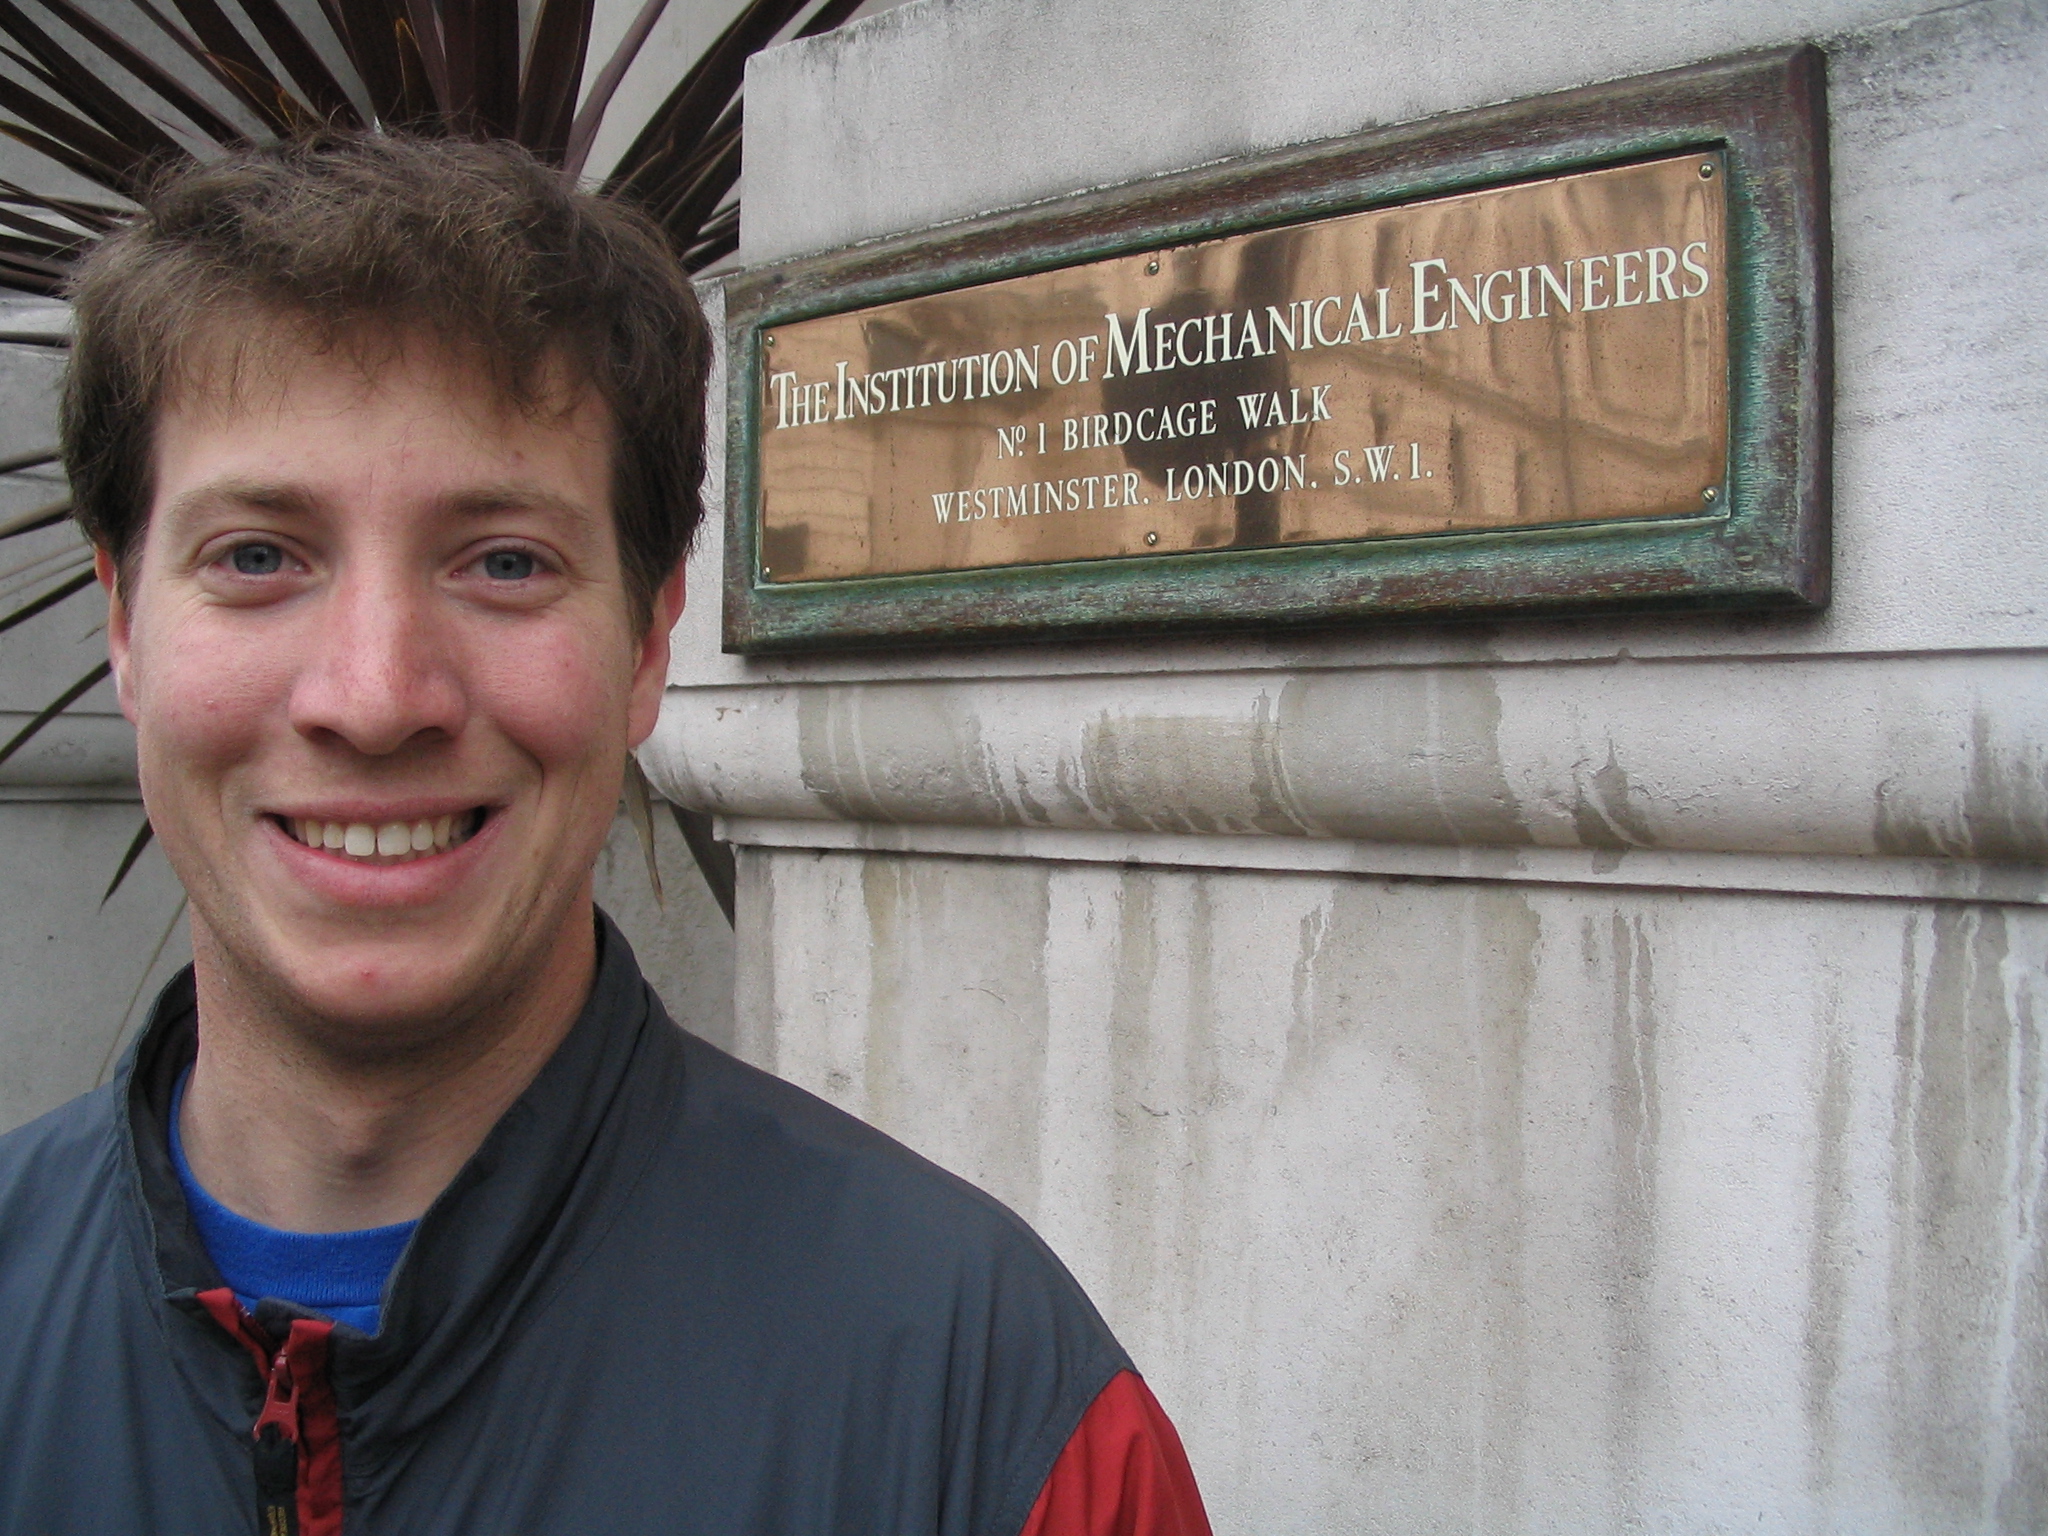 THE INSTITUTION OF MECHANICAL ENGINEERS
Nº. 1 BIRDCAGE WALK
WESTMINSTER. LONDON. S.W.1.